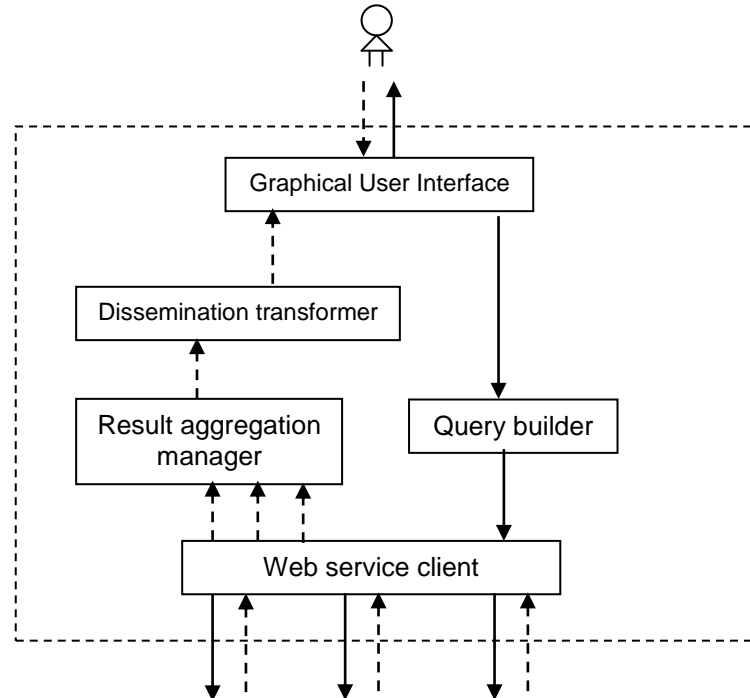 Graphical User Interface
Dissemination transformer
Result aggregation
manager
Query builder
Web service client